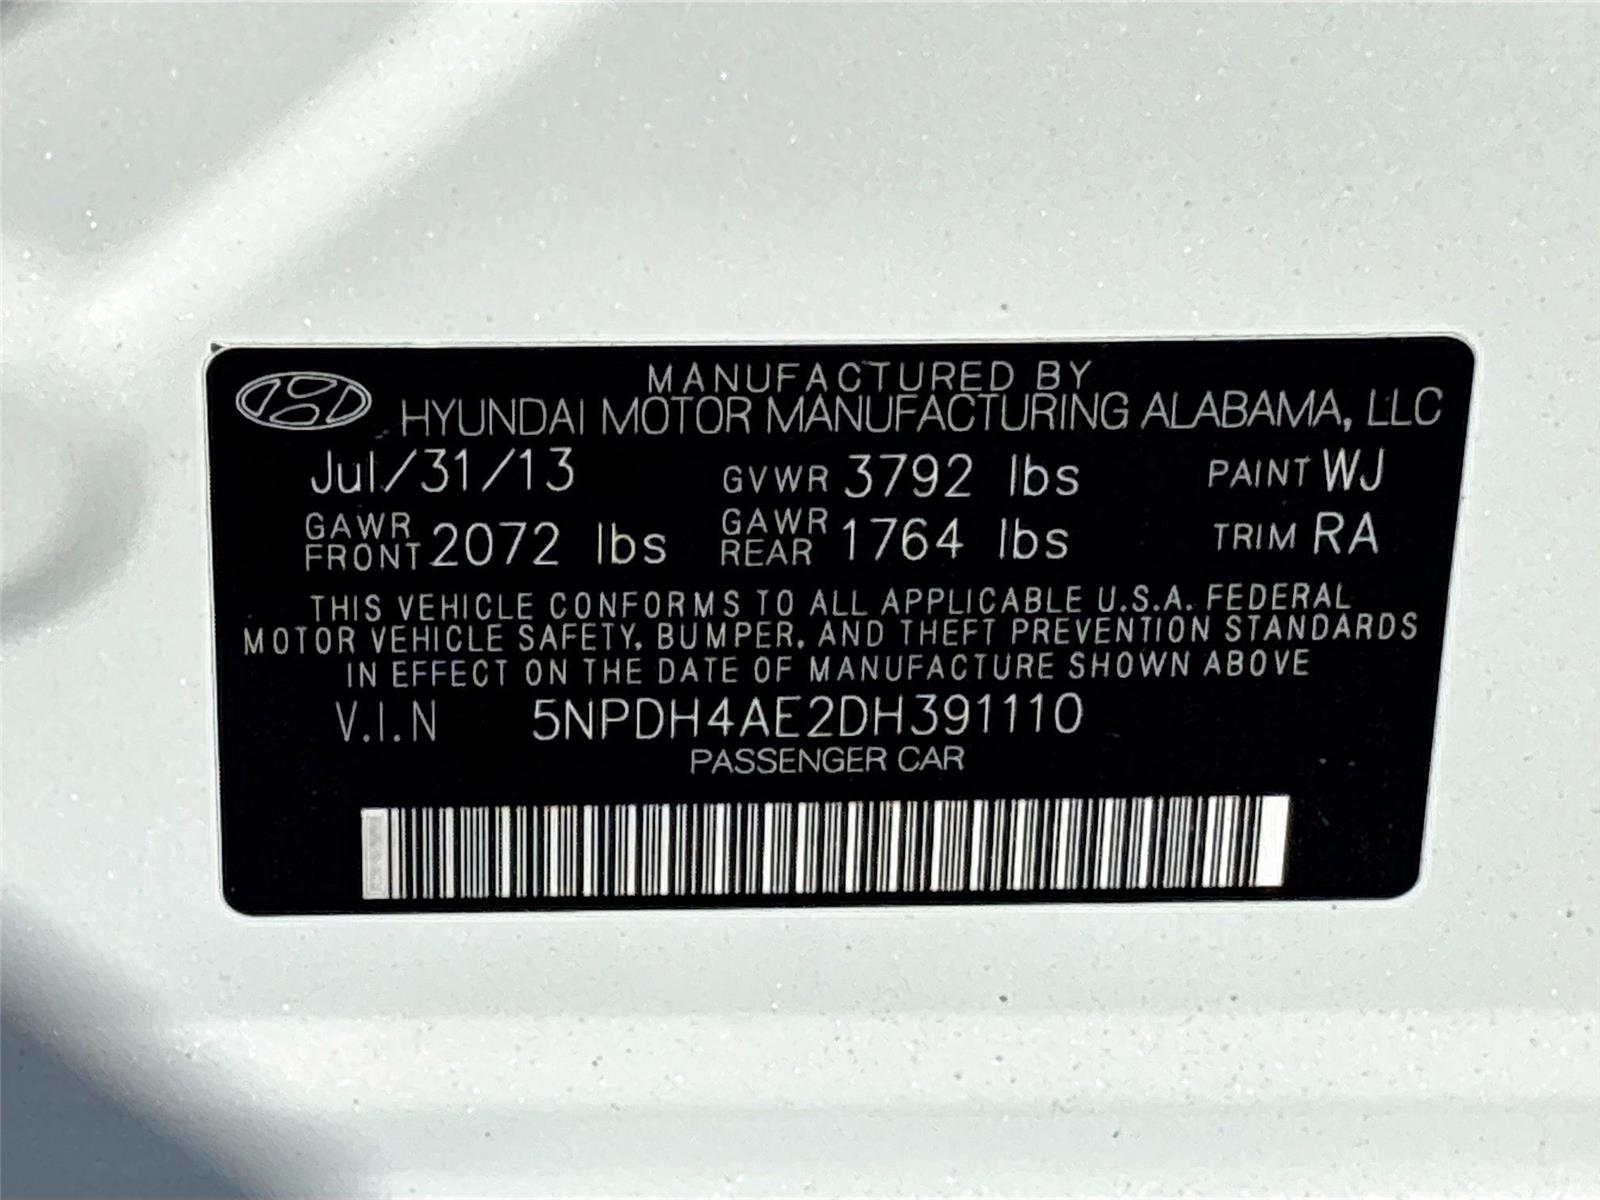 MANUFACTURED BY
HYUNDAI MOTOR MANUFACTURING ALABAMA, LLC
Jul/31/13 GVWR 3792 lbs PAINT WJ
GAWR FRONT 2072 lbs GAWR REAR 1764 lbs TRIM RA
THIS VEHICLE CONFORMS TO ALL APPLICABLE U.S.A. FEDERAL
MOTOR VEHICLE SAFETY, BUMPER, AND THEFT PREVENTION STANDARDS
IN EFFECT ON THE DATE OF MANUFACTURE SHOWN ABOVE
V.I.N 5NPDH4AE2DH391110
PASSENGER CAR